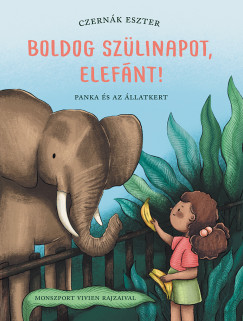 CZERNÁK ESZTER
BOLDOG SZÜLINAPOT,
ELEFÁNT!
PANKA ÉS AZ ÁLLATKERT
MONSZPORT VIVIEN RAJZAIVAL